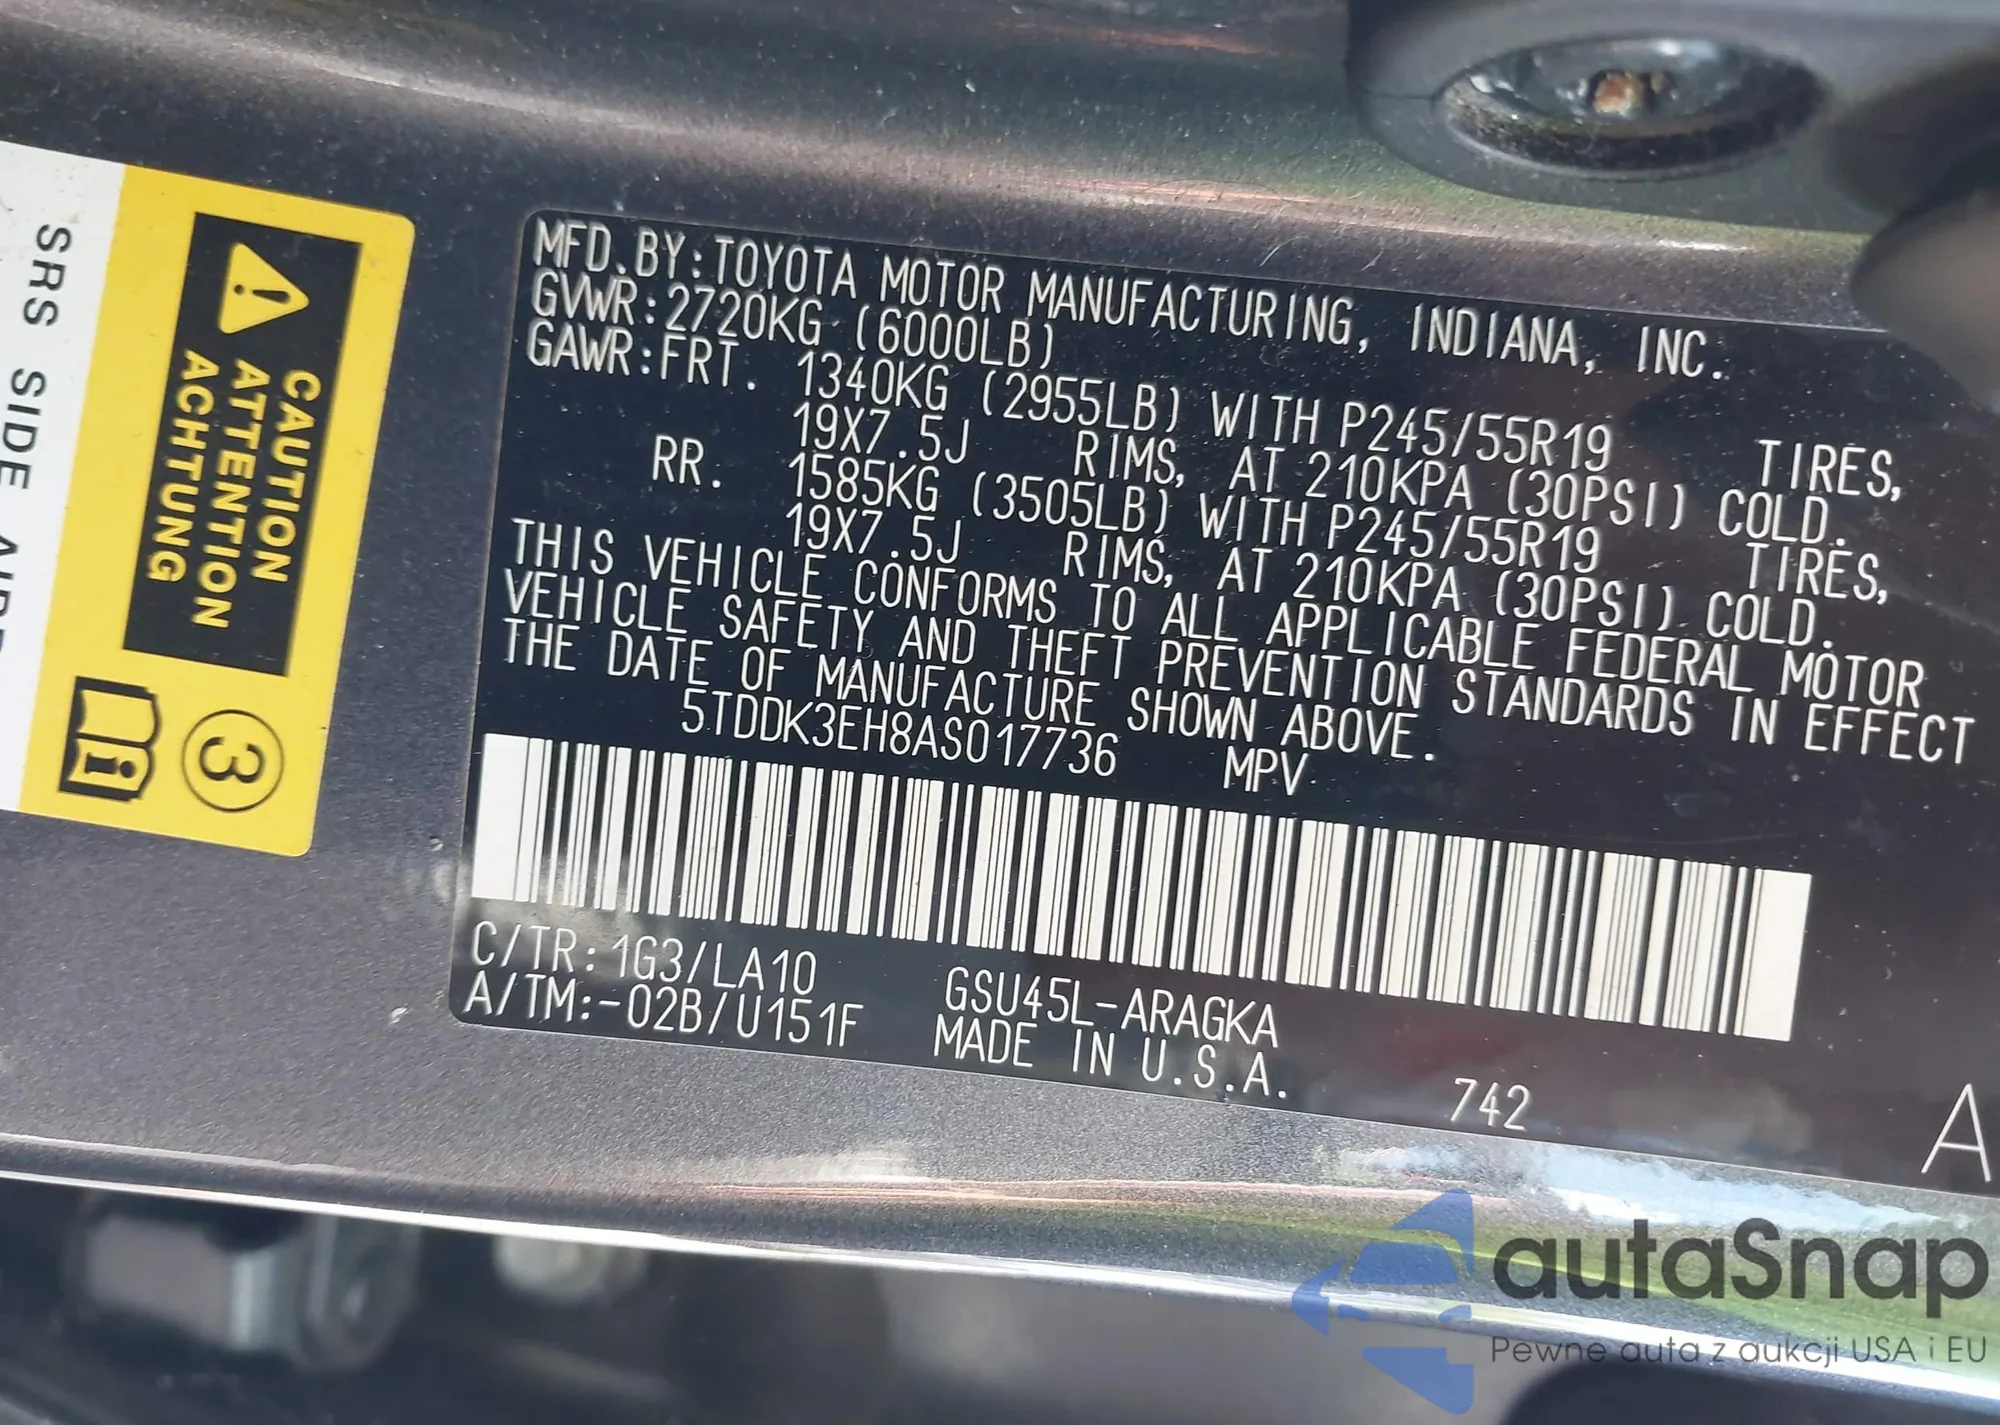 MFD.BY:TOYOTA MOTOR MANUFACTURING, INDIANA, INC.
GVWR:2720KG (6000LB)
GAWR:FRT. 1340KG (2955LB) WITH P245/55R19 TIRES,
19X7.5J RIMS, AT 210KPA (30PSI) COLD.
RR. 1585KG (3505LB) WITH P245/55R19 TIRES,
19X7.5J RIMS, AT 210KPA (30PSI) COLD.
THIS VEHICLE CONFORMS TO ALL APPLICABLE FEDERAL MOTOR
VEHICLE SAFETY AND THEFT PREVENTION STANDARDS IN EFFECT
THE DATE OF MANUFACTURE SHOWN ABOVE.
5TDDK3EH8AS017736 MPV
C/TR:1G3/LA10 GSU45L-ARAGKA
A/TM:-02B/U151F MADE IN U.S.A.
742
A
CAUTION
ATTENTION
ACHTUNG
3
SRS SIDE
autaSnap
Pewne auta z aukcji USA i EU